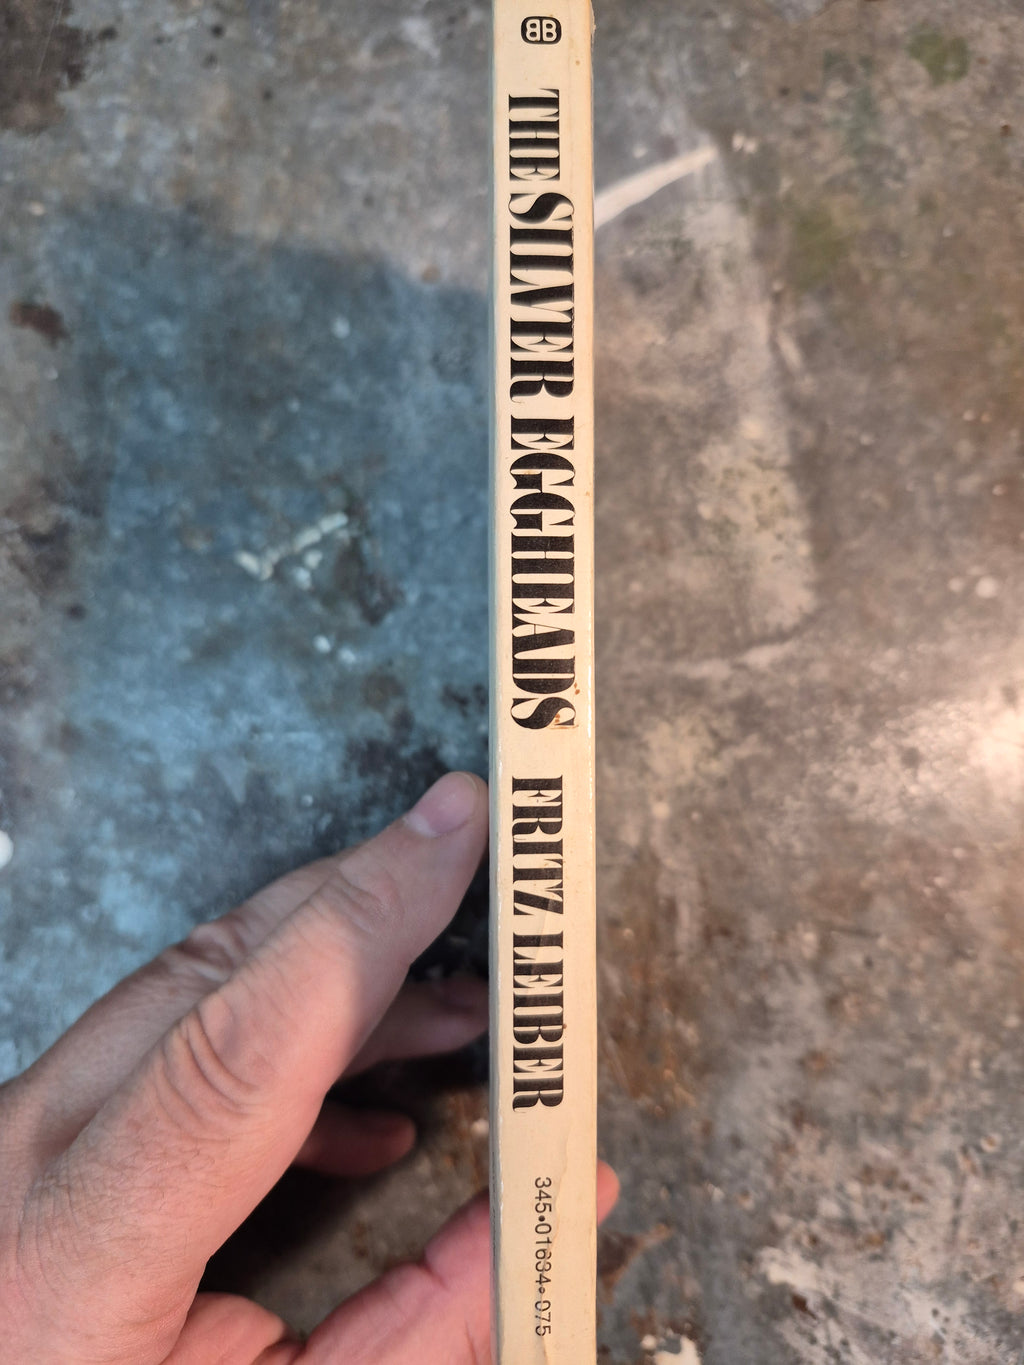 BB
THE SILVER EGGHEADS FRITZ LEIBER 345•01634•075